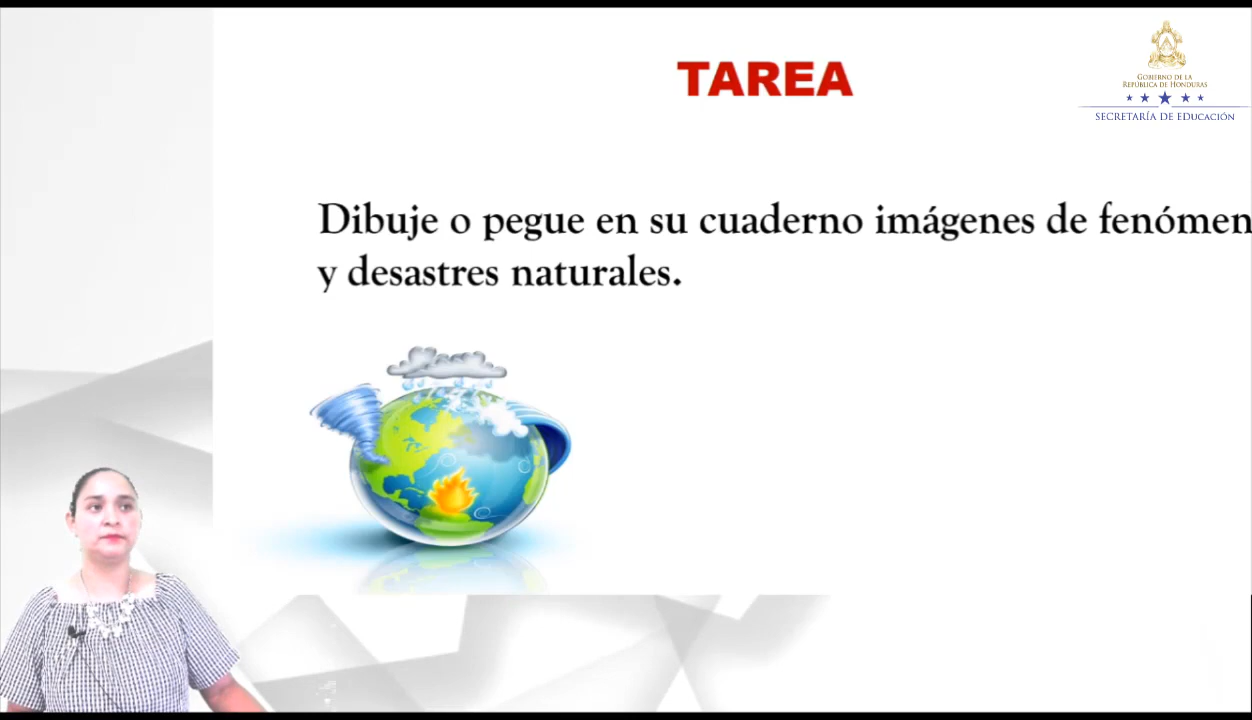 TAREA
GOBIERNO DE LA
REPÚBLICA DE HONDURAS
SECRETARÍA DE EDUCACIÓN
Dibuje o pegue en su cuaderno imágenes de fenómen
y desastres naturales.